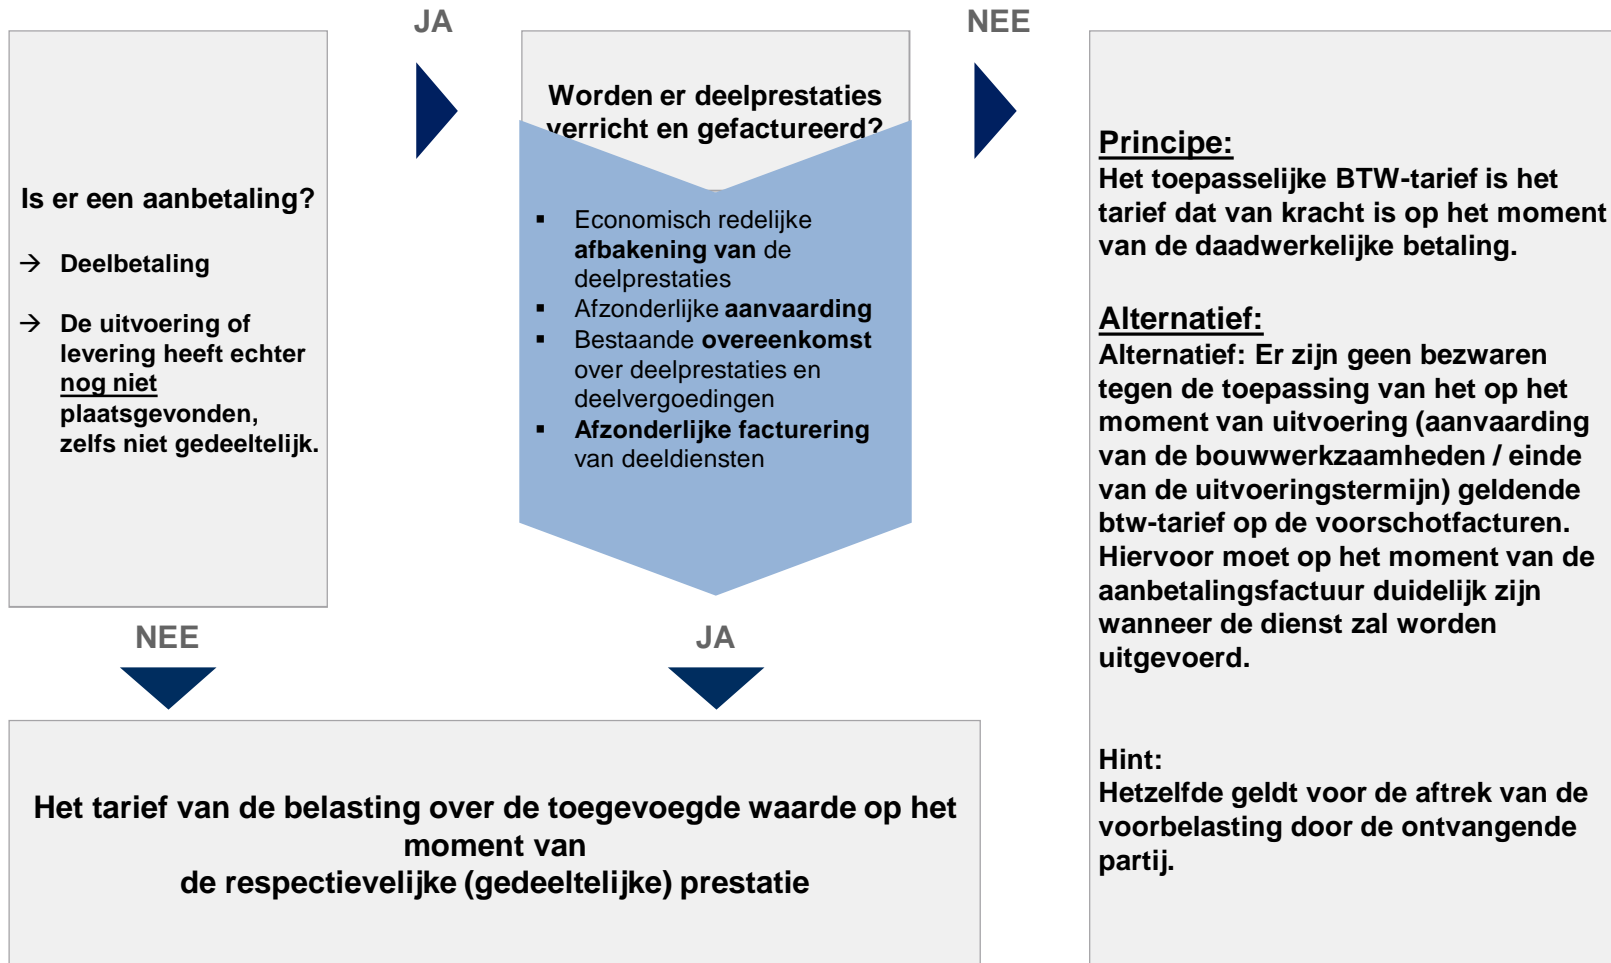 JA
NEE
Is er een aanbetaling?
→ Deelbetaling
→ De uitvoering of
levering heeft echter
nog niet
plaatsgevonden,
zelfs niet gedeeltelijk.
Worden er deelprestaties
verricht en gefactureerd?
▪ Economisch redelijke
afbakening van de
deelprestaties
▪ Afzonderlijke aanvaarding
▪ Bestaande overeenkomst
over deelprestaties en
deelvergoedingen
▪ Afzonderlijke facturering
van deeldiensten
Principe:
Het toepasselijke BTW-tarief is het
tarief dat van kracht is op het moment
van de daadwerkelijke betaling.
Alternatief:
Alternatief: Er zijn geen bezwaren
tegen de toepassing van het op het
moment van uitvoering (aanvaarding
van de bouwwerkzaamheden / einde
van de uitvoeringstermijn) geldende
btw-tarief op de voorschotfacturen.
Hiervoor moet op het moment van de
aanbetalingsfactuur duidelijk zijn
wanneer de dienst zal worden
uitgevoerd.
Hint:
Hetzelfde geldt voor de aftrek van de
voorbelasting door de ontvangende
partij.
NEE
JA
Het tarief van de belasting over de toegevoegde waarde op het
moment van
de respectievelijke (gedeeltelijke) prestatie